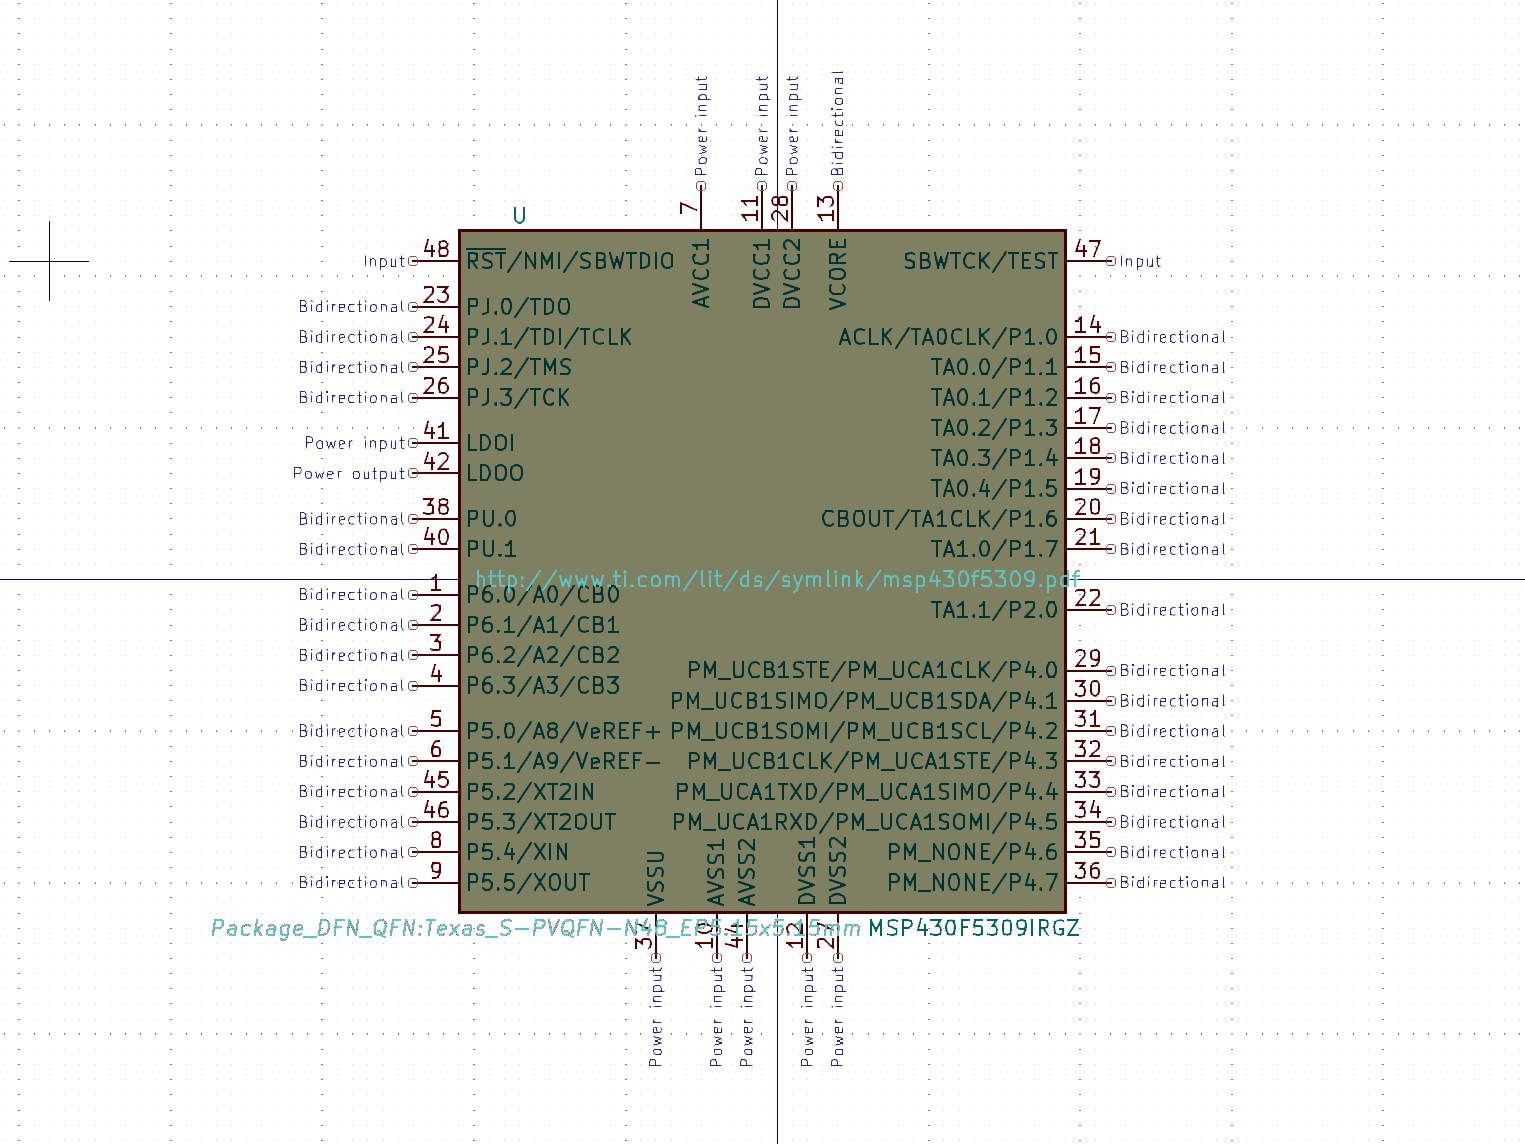 Power input
Power input
Power input
Bidirectional
7
11
28
13
U
AVCC1
DVCC1
DVCC2
VCORE
Input 48 RST/NMI/SBWTDIO
SBWTCK/TEST 47 Input
Bidirectional 23 PJ.0/TDO
Bidirectional 24 PJ.1/TDI/TCLK
ACLK/TA0CLK/P1.0 14 Bidirectional
Bidirectional 25 PJ.2/TMS
TA0.0/P1.1 15 Bidirectional
Bidirectional 26 PJ.3/TCK
TA0.1/P1.2 16 Bidirectional
TA0.2/P1.3 17 Bidirectional
Power input 41 LDOI
TA0.3/P1.4 18 Bidirectional
Power output 42 LDOO
TA0.4/P1.5 19 Bidirectional
Bidirectional 38 PU.0
CBOUT/TA1CLK/P1.6 20 Bidirectional
Bidirectional 40 PU.1
TA1.0/P1.7 21 Bidirectional
http://www.ti.com/lit/ds/symlink/msp430f5309.pdf
Bidirectional 1 P6.0/A0/CB0
TA1.1/P2.0 22 Bidirectional
Bidirectional 2 P6.1/A1/CB1
Bidirectional 3 P6.2/A2/CB2
PM_UCB1STE/PM_UCA1CLK/P4.0 29 Bidirectional
Bidirectional 4 P6.3/A3/CB3
PM_UCB1SIMO/PM_UCB1SDA/P4.1 30 Bidirectional
Bidirectional 5 P5.0/A8/VeREF+
PM_UCB1SOMI/PM_UCB1SCL/P4.2 31 Bidirectional
Bidirectional 6 P5.1/A9/VeREF-
PM_UCB1CLK/PM_UCA1STE/P4.3 32 Bidirectional
Bidirectional 45 P5.2/XT2IN
PM_UCA1TXD/PM_UCA1SIMO/P4.4 33 Bidirectional
Bidirectional 46 P5.3/XT2OUT
PM_UCA1RXD/PM_UCA1SOMI/P4.5 34 Bidirectional
Bidirectional 8 P5.4/XIN
PM_NONE/P4.6 35 Bidirectional
Bidirectional 9 P5.5/XOUT
PM_NONE/P4.7 36 Bidirectional
VSSU
AVSS1
AVSS2
DVSS1
DVSS2
Package_DFN_QFN:Texas_S-PVQFN-N48_EP5.15x5.15mm
MSP430F5309IRGZ
37
10
44
12
27
Power input
Power input
Power input
Power input
Power input